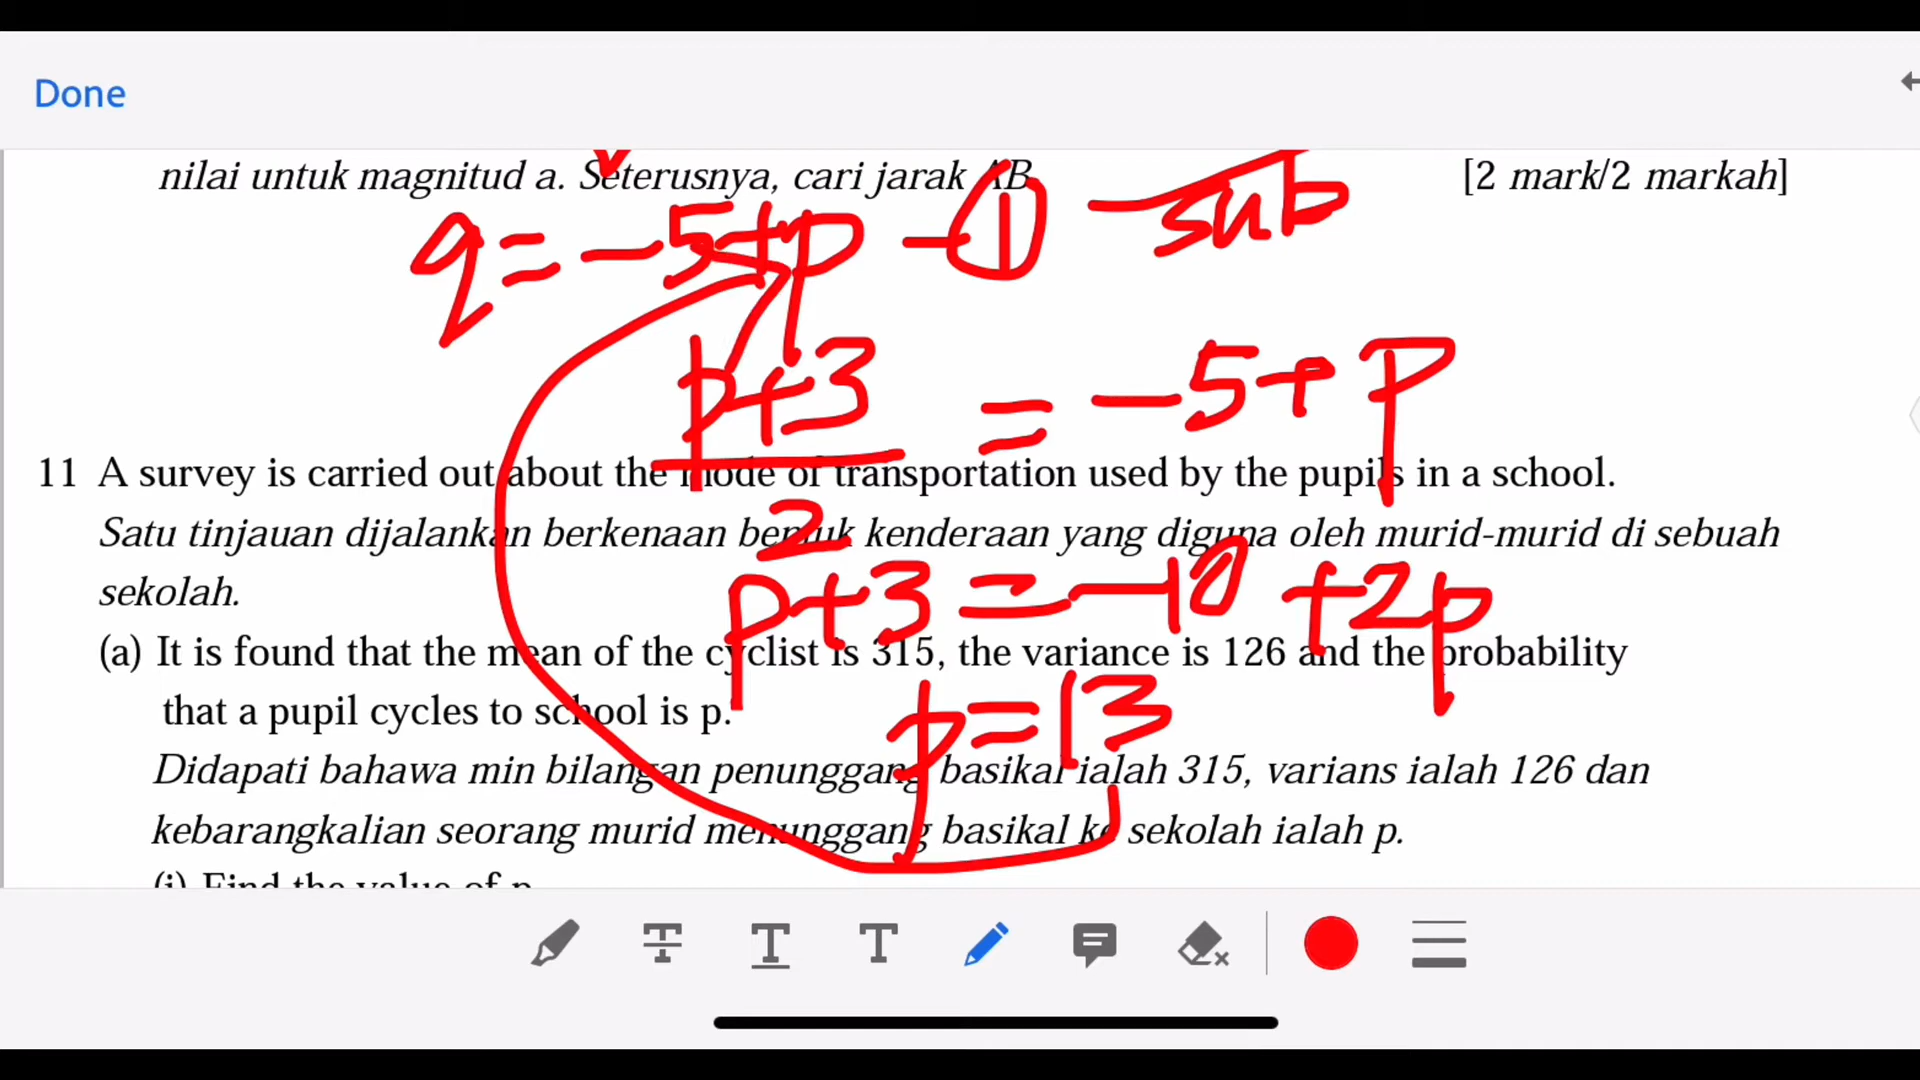 Done
nilai untuk magnitud a. Seterusnya, cari jarak AB. [2 mark/2 markah]
q = -5+p - ① - sub
p+3 / 2 = -5+p
11 A survey is carried out about the mode of transportation used by the pupils in a school.
Satu tinjauan dijalankan berkenaan bentuk kenderaan yang diguna oleh murid-murid di sebuah
sekolah.
p+3 = -10 +2p
(a) It is found that the mean of the cyclist is 315, the variance is 126 and the probability
that a pupil cycles to school is p.
p=13
Didapati bahawa min bilangan penunggang basikal ialah 315, varians ialah 126 dan
kebarangkalian seorang murid menunggang basikal ke sekolah ialah p.
(i) Find the value of p